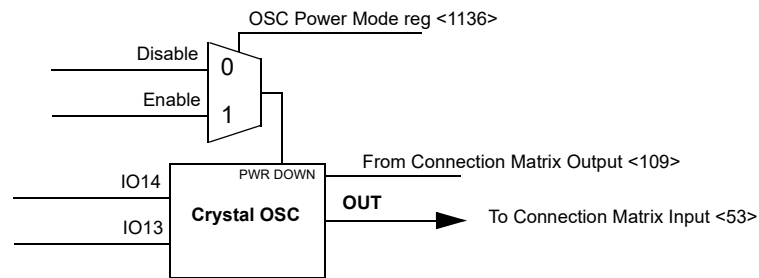 OSC Power Mode reg <1136>
Disable
0
Enable
1
PWR DOWN
From Connection Matrix Output <109>
IO14
Crystal OSC
OUT
To Connection Matrix Input <53>
IO13